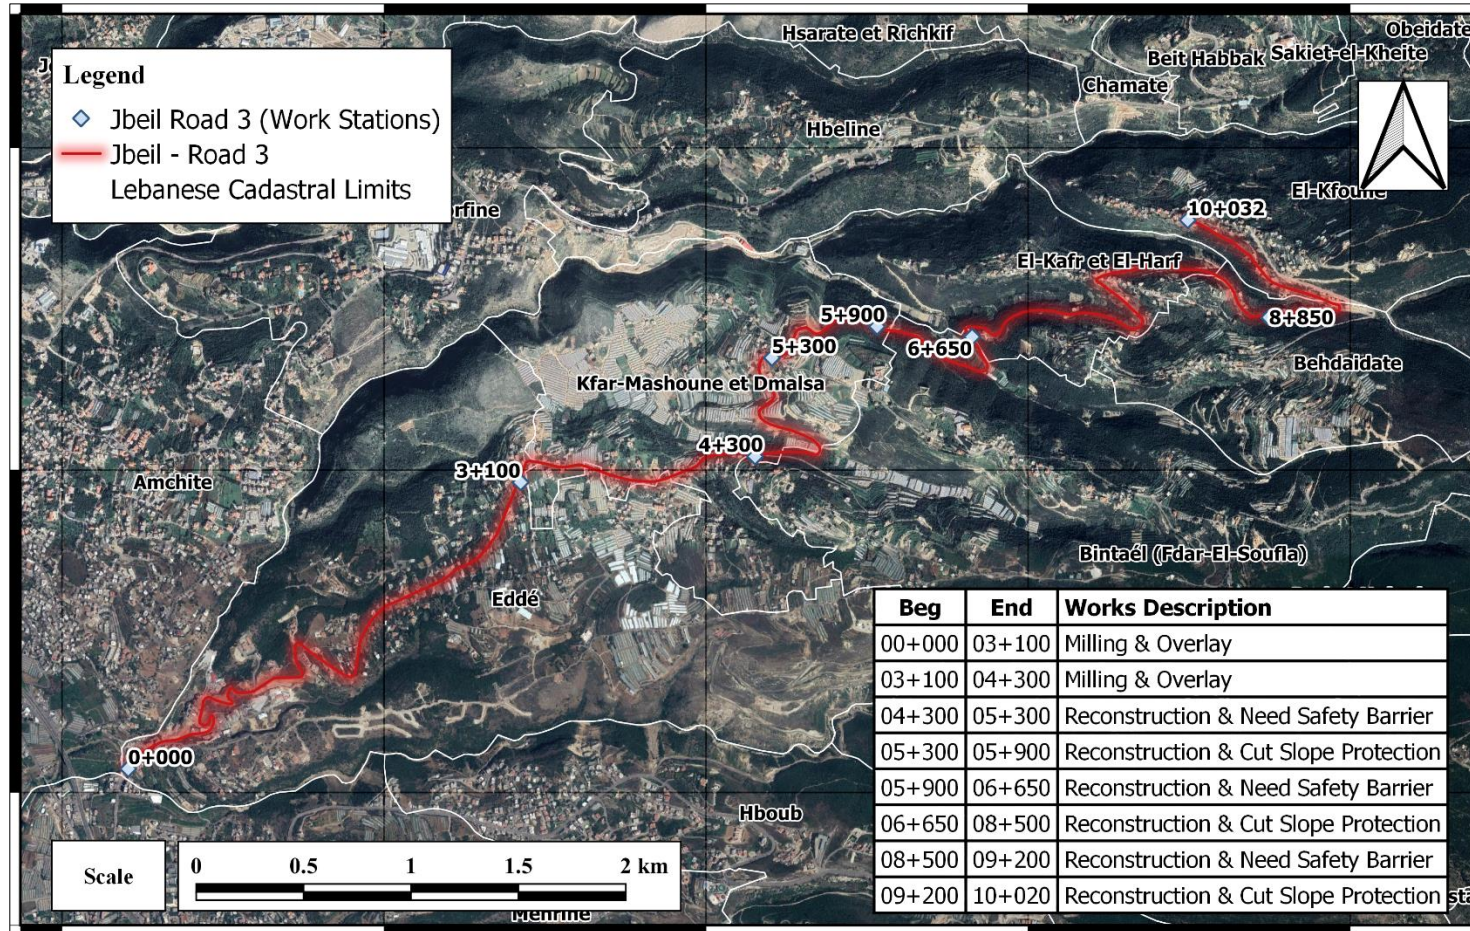 Hsarate et Richkif
Obeidate
Beit Habbak
Sakiet-el-Kheite
Chamate
Legend
Jbeil Road 3 (Work Stations)
Jbeil - Road 3
Lebanese Cadastral Limits
Hbeline
El-Kfoune
10+032
El-Kafr et El-Harf
5+900
8+850
5+300
6+650
Behdaidate
Kfar-Mashoune et Dmalsa
4+300
3+100
Amchite
Bintaél (Fdar-El-Soufla)
Eddé
0+000
Hboub
Beg End Works Description
00+000 03+100 Milling & Overlay
03+100 04+300 Milling & Overlay
04+300 05+300 Reconstruction & Need Safety Barrier
05+300 05+900 Reconstruction & Cut Slope Protection
05+900 06+650 Reconstruction & Need Safety Barrier
06+650 08+500 Reconstruction & Cut Slope Protection
08+500 09+200 Reconstruction & Need Safety Barrier
09+200 10+020 Reconstruction & Cut Slope Protection
Scale
0 0.5 1 1.5 2 km